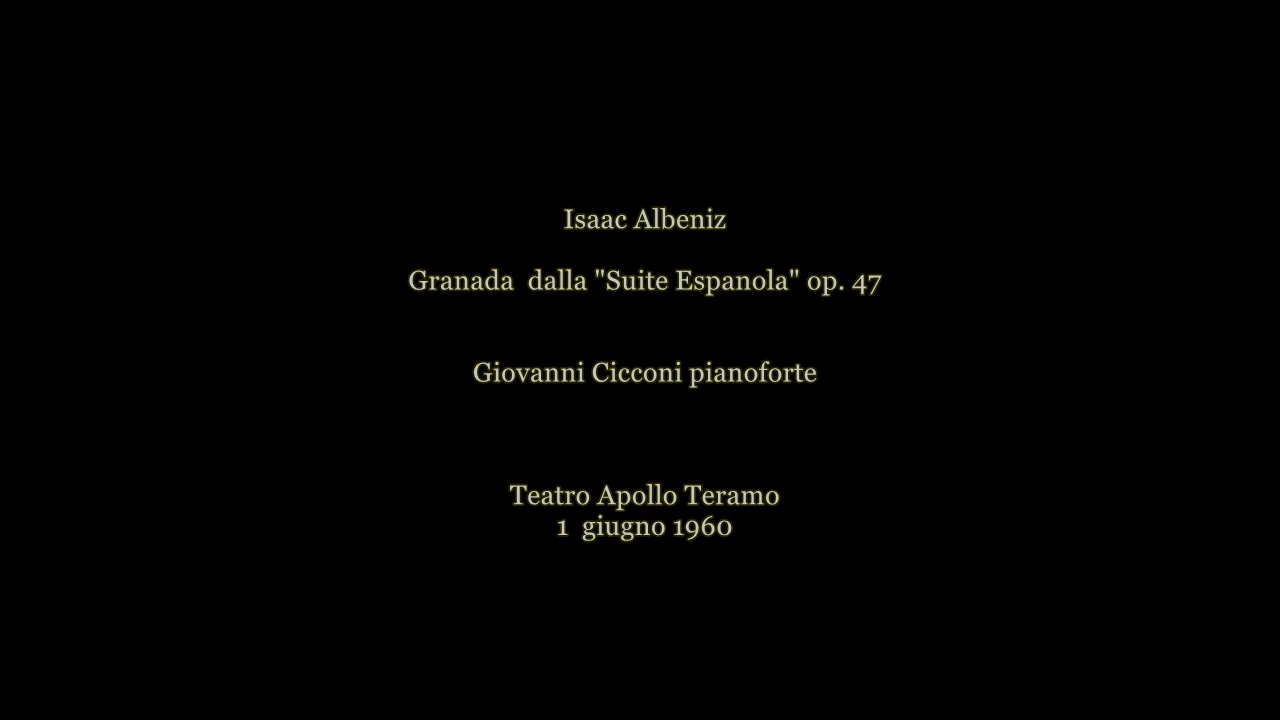 Isaac Albeniz
Granada  dalla "Suite Espanola" op. 47
Giovanni Cicconi pianoforte
Teatro Apollo Teramo
1  giugno 1960